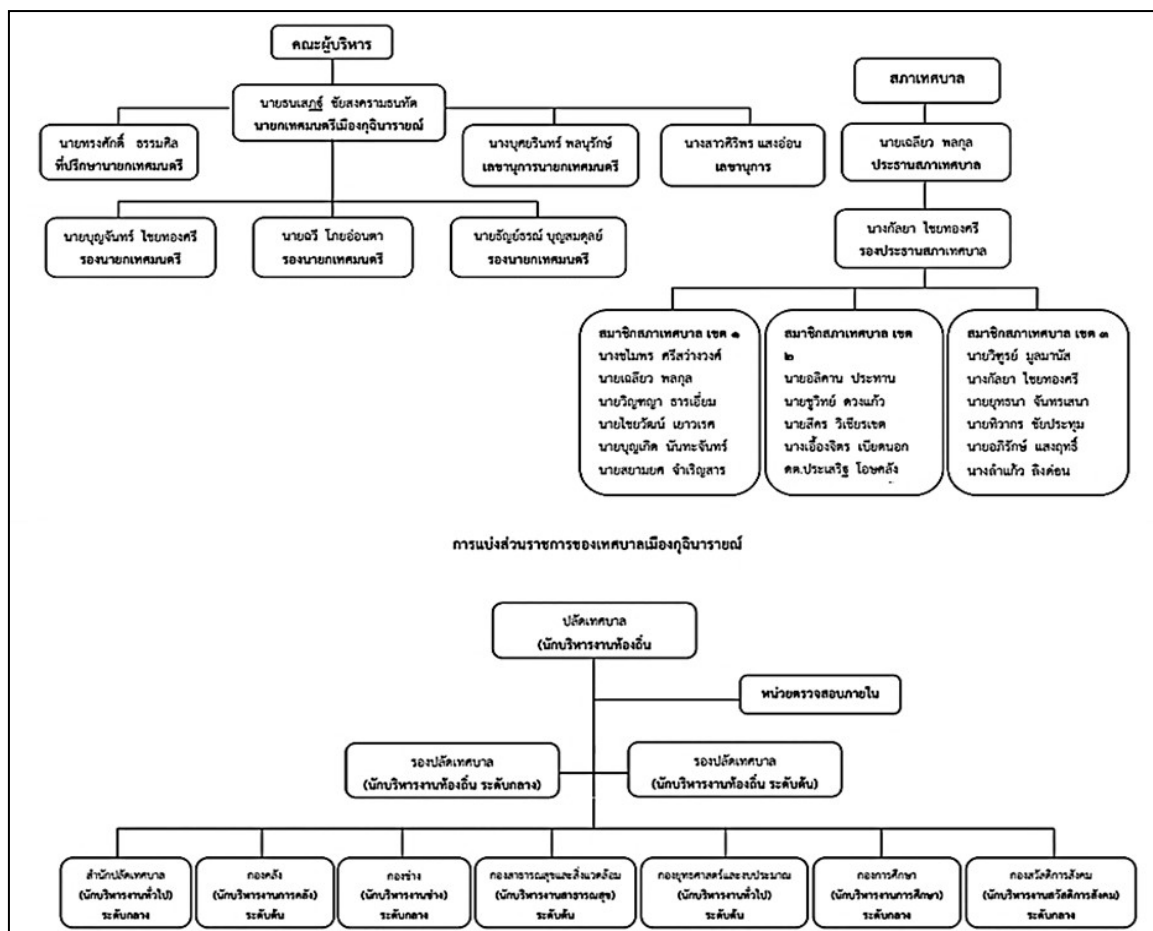 คณะผู้บริหาร
นายธนเสฏฐ์ ชัยสงครามธนทัต
นายกเทศมนตรีเมืองกุฉินารายณ์
นายทรงศักดิ์ ธรรมศิล
ที่ปรึกษานายกเทศมนตรี
นางบุศยรินทร์ พลนุรักษ์
เลขานุการนายกเทศมนตรี
นางสาวศิริพร แสงอ่อน
เลขานุการ
นายบุญจันทร์ ไชยทองศรี
รองนายกเทศมนตรี
นายฉวี โภยอ่อนตา
รองนายกเทศมนตรี
นายธัญย์ธรณ์ บุญสมดุลย์
รองนายกเทศมนตรี
สภาเทศบาล
นายเฉลียว พลกุล
ประธานสภาเทศบาล
นางกัลยา ไชยทองศรี
รองประธานสภาเทศบาล
สมาชิกสภาเทศบาล เขต ๑
นางชไมพร ศรีสว่างวงศ์
นายเฉลียว พลกุล
นายวิญฑญา ธารเอี่ยม
นายไชยวัฒน์ เยาวเรศ
นายบุญเกิด นันทะจันทร์
นายสยามยศ จำเริญสาร
สมาชิกสภาเทศบาล เขต
๒
นายอลิคาน ประทาน
นายชูวิทย์ ดวงแก้ว
นายสีคร วิเชียรเขต
นางเอื้องจิตร เบียดนอก
ดต.ประเสริฐ โอษคลัง
สมาชิกสภาเทศบาล เขต ๓
นายวิฑูรย์ มูลมานัส
นางกัลยา ไชยทองศรี
นายยุทธนา จันทรเสนา
นายทิวากร ชัยประทุม
นายอภิรักษ์ แสงฤทธิ์
นางลำแก้ว ลิงค่อน
การแบ่งส่วนราชการของเทศบาลเมืองกุฉินารายณ์
ปลัดเทศบาล
(นักบริหารงานท้องถิ่น
หน่วยตรวจสอบภายใน
รองปลัดเทศบาล
(นักบริหารงานท้องถิ่น ระดับกลาง)
รองปลัดเทศบาล
(นักบริหารงานท้องถิ่น ระดับต้น)
สำนักปลัดเทศบาล
(นักบริหารงานทั่วไป)
ระดับกลาง
กองคลัง
(นักบริหารงานการคลัง)
ระดับต้น
กองช่าง
(นักบริหารงานช่าง)
ระดับกลาง
กองสาธารณสุขและสิ่งแวดล้อม
(นักบริหารงานสาธารณสุข)
ระดับต้น
กองยุทธศาสตร์และงบประมาณ
(นักบริหารงานทั่วไป)
ระดับต้น
กองการศึกษา
(นักบริหารงานการศึกษา)
ระดับกลาง
กองสวัสดิการสังคม
(นักบริหารงานสวัสดิการสังคม)
ระดับกลาง